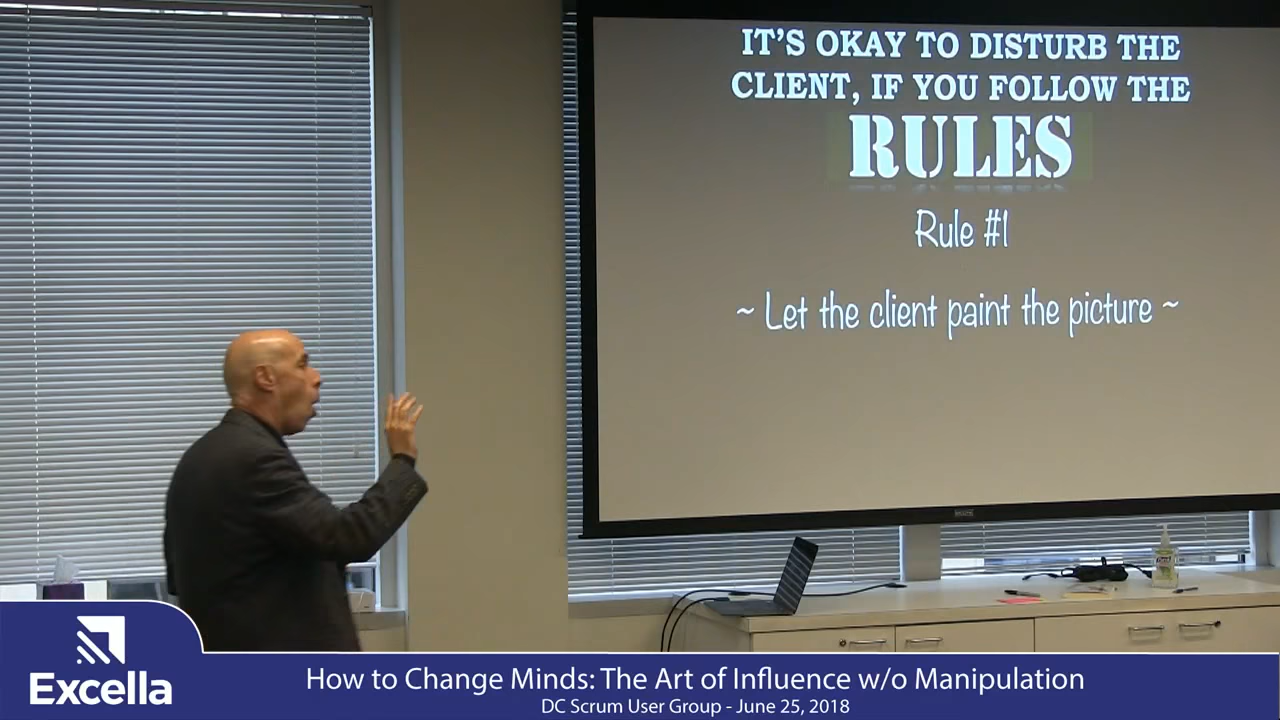 IT'S OKAY TO DISTURB THE
CLIENT, IF YOU FOLLOW THE
RULES
Rule #1
~ Let the client paint the picture ~
Excella
How to Change Minds: The Art of Influence w/o Manipulation
DC Scrum User Group - June 25, 2018